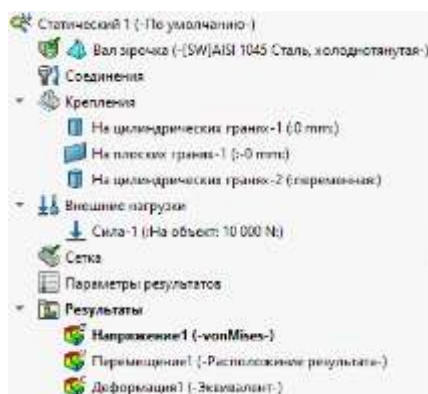 Статический 1 (-По умолчанию-)
Вал зірочка (-[SW]AISI 1045 Сталь, холоднотянутая-)
Соединения
Крепления
На цилиндрических гранях-1 (:0 mm:)
На плоских гранях-1 (:-0 mm:)
На цилиндрических гранях-2 (:переменная:)
Внешние нагрузки
Сила-1 (:На объект: 10 000 N:)
Сетка
Параметры результатов
Результаты
Напряжение1 (-vonMises-)
Перемещение1 (-Расположение результата-)
Деформация1 (-Эквивалент-)